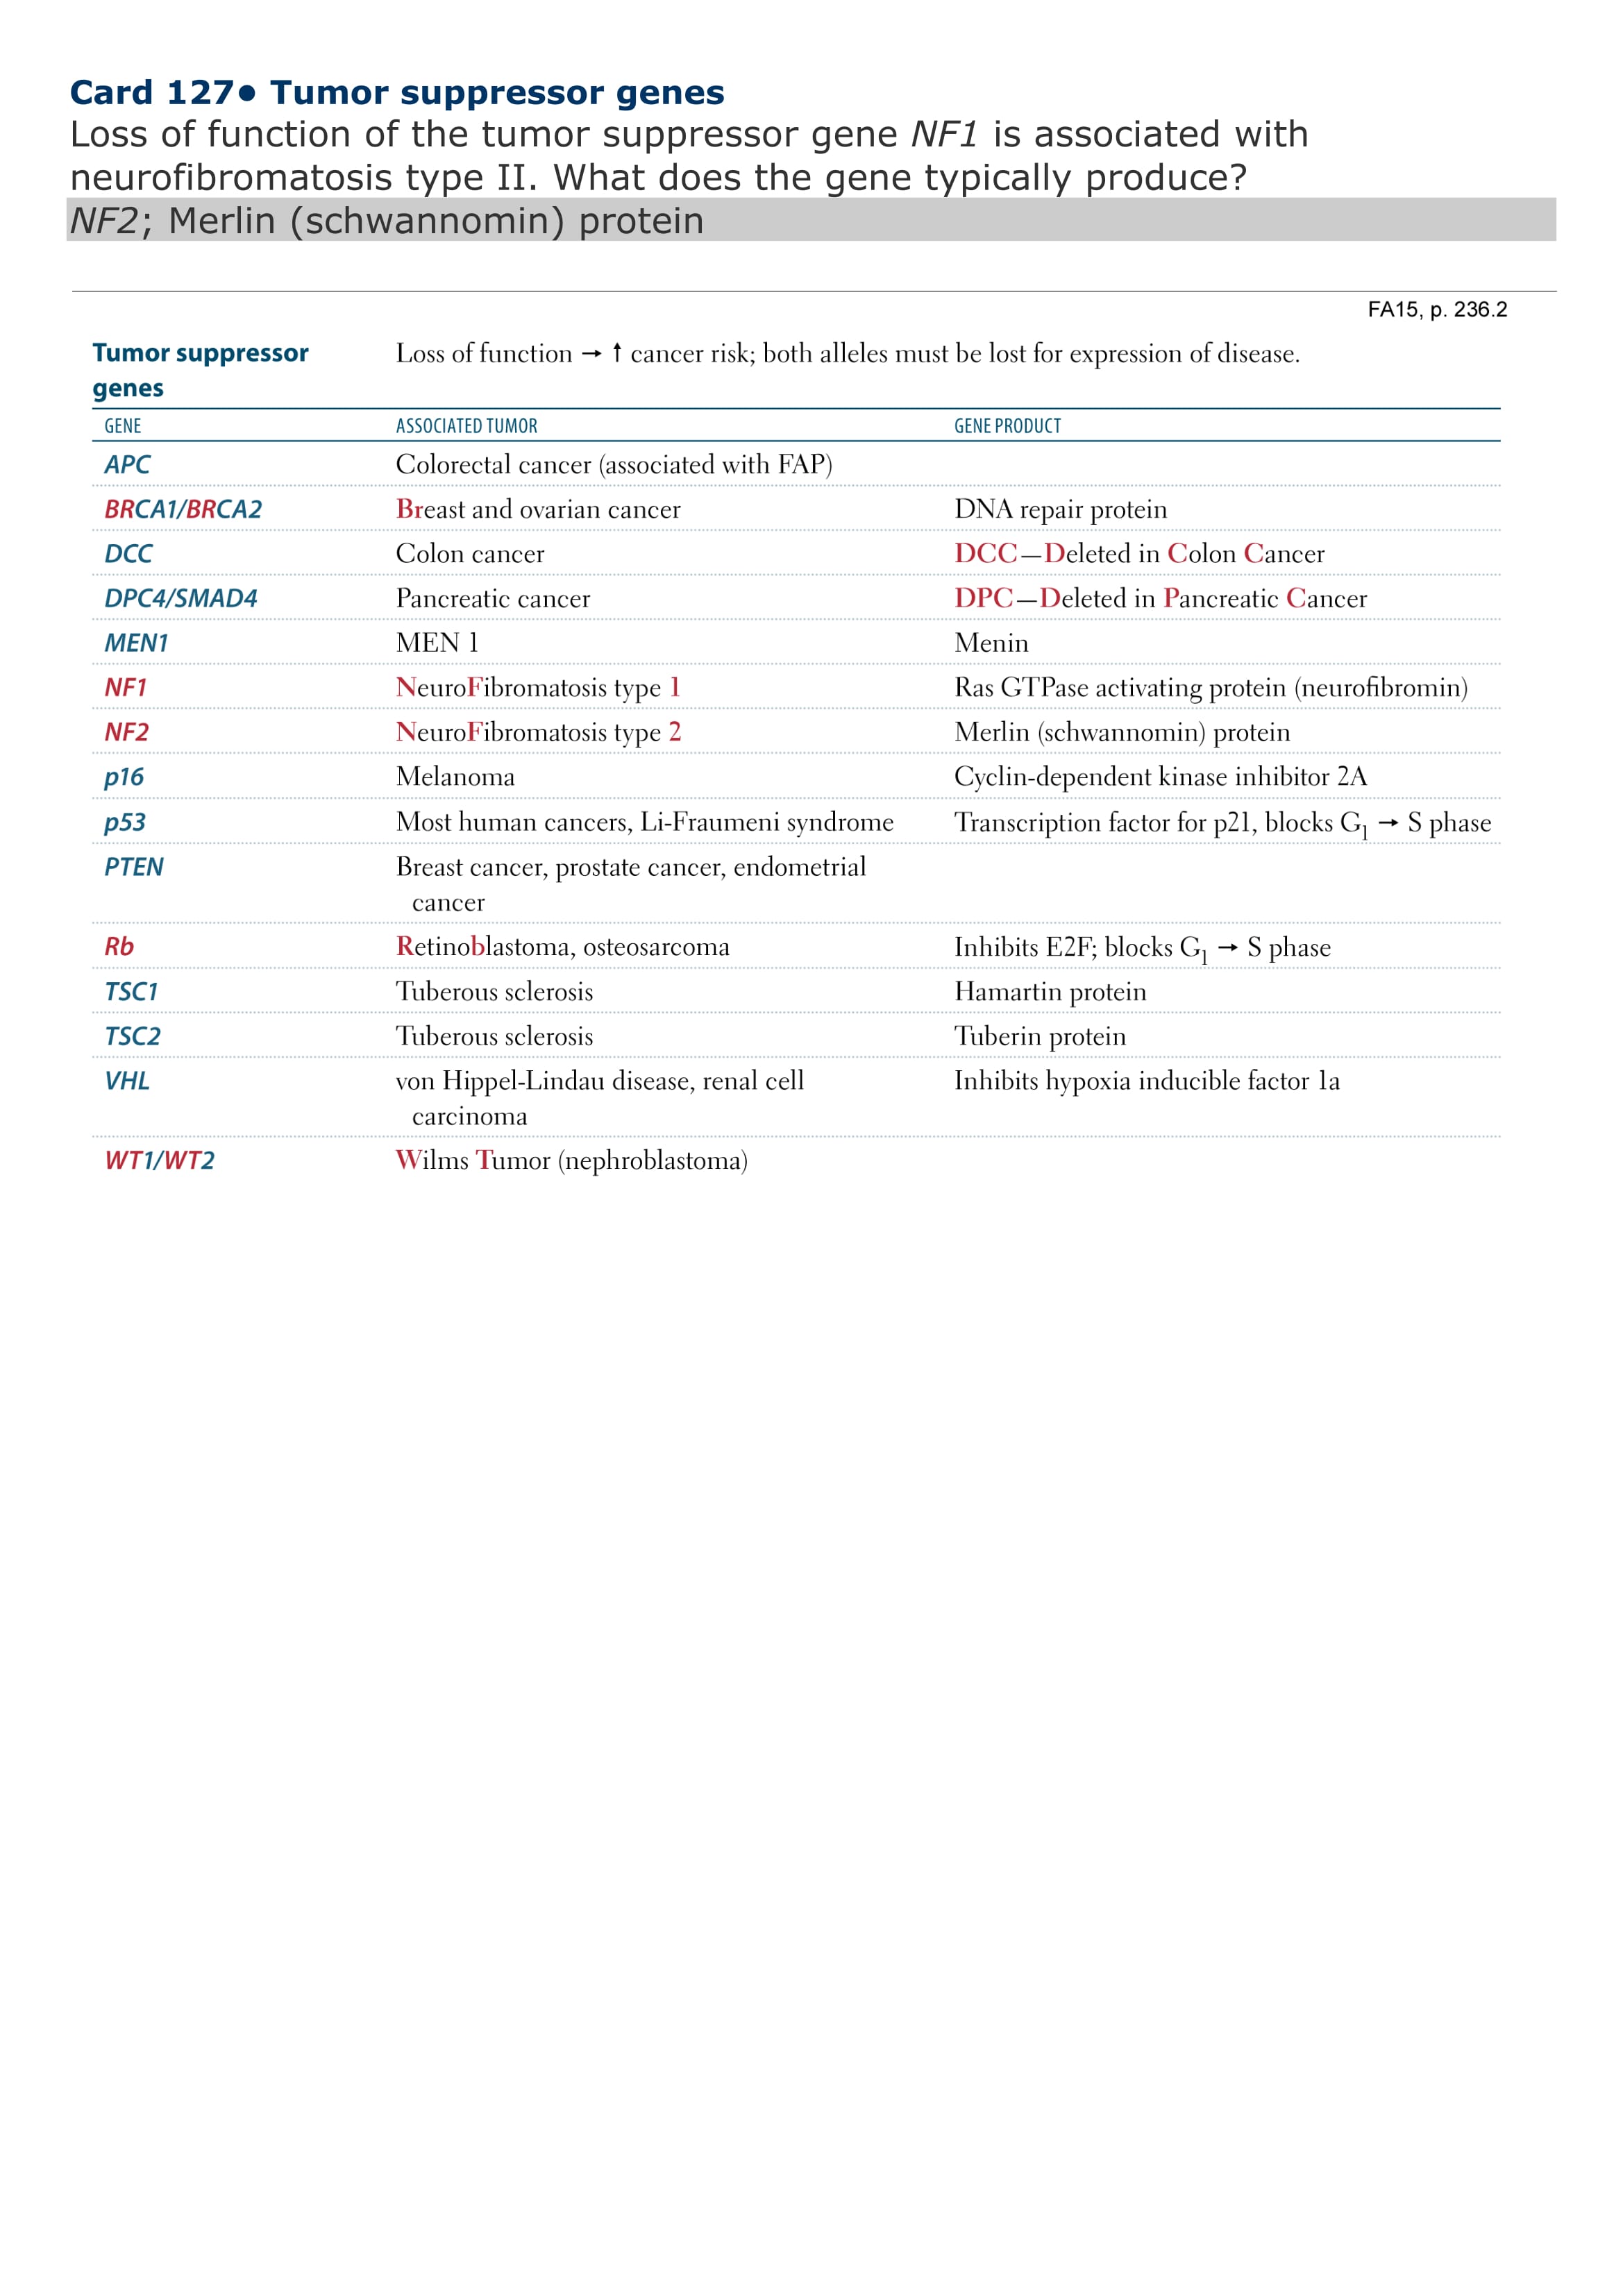 Card 127● Tumor suppressor genes
Loss of function of the tumor suppressor gene NF1 is associated with
neurofibromatosis type II. What does the gene typically produce?
NF2; Merlin (schwannomin) protein
FA15, p. 236.2
Tumor suppressor genes Loss of function → ↑ cancer risk; both alleles must be lost for expression of disease.
GENE ASSOCIATED TUMOR GENE PRODUCT
APC Colorectal cancer (associated with FAP)
BRCA1/BRCA2 Breast and ovarian cancer DNA repair protein
DCC Colon cancer DCC—Deleted in Colon Cancer
DPC4/SMAD4 Pancreatic cancer DPC—Deleted in Pancreatic Cancer
MEN1 MEN 1 Menin
NF1 NeuroFibromatosis type 1 Ras GTPase activating protein (neurofibromin)
NF2 NeuroFibromatosis type 2 Merlin (schwannomin) protein
p16 Melanoma Cyclin-dependent kinase inhibitor 2A
p53 Most human cancers, Li-Fraumeni syndrome Transcription factor for p21, blocks G1 → S phase
PTEN Breast cancer, prostate cancer, endometrial
cancer
Rb Retinoblastoma, osteosarcoma Inhibits E2F; blocks G1 → S phase
TSC1 Tuberous sclerosis Hamartin protein
TSC2 Tuberous sclerosis Tuberin protein
VHL von Hippel-Lindau disease, renal cell Inhibits hypoxia inducible factor 1a
carcinoma
WT1/WT2 Wilms Tumor (nephroblastoma)